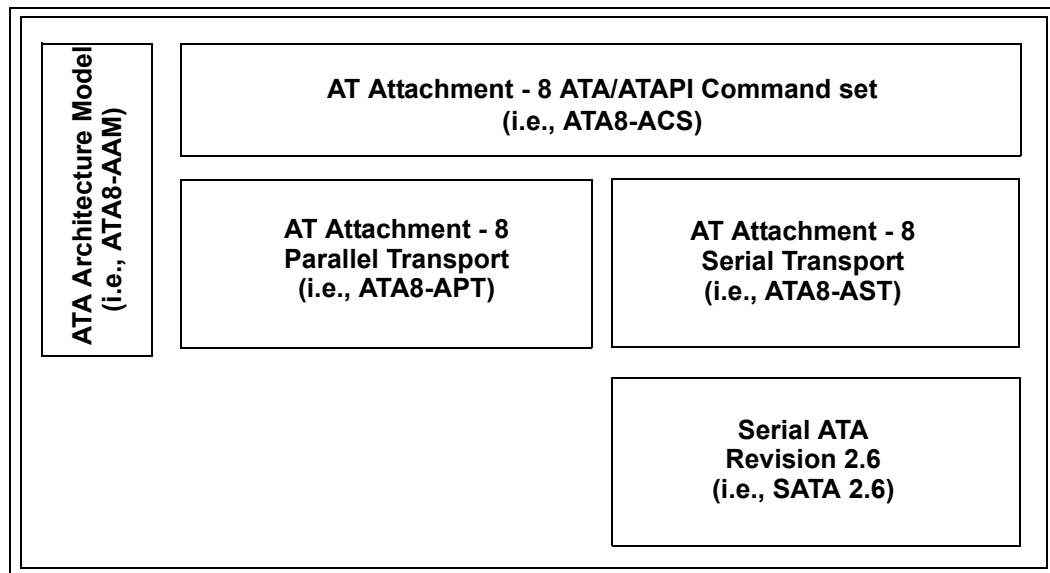 ATA Architecture Model
(i.e., ATA8-AAM)
AT Attachment - 8 ATA/ATAPI Command set
(i.e., ATA8-ACS)
AT Attachment - 8
Parallel Transport
(i.e., ATA8-APT)
AT Attachment - 8
Serial Transport
(i.e., ATA8-AST)
Serial ATA
Revision 2.6
(i.e., SATA 2.6)